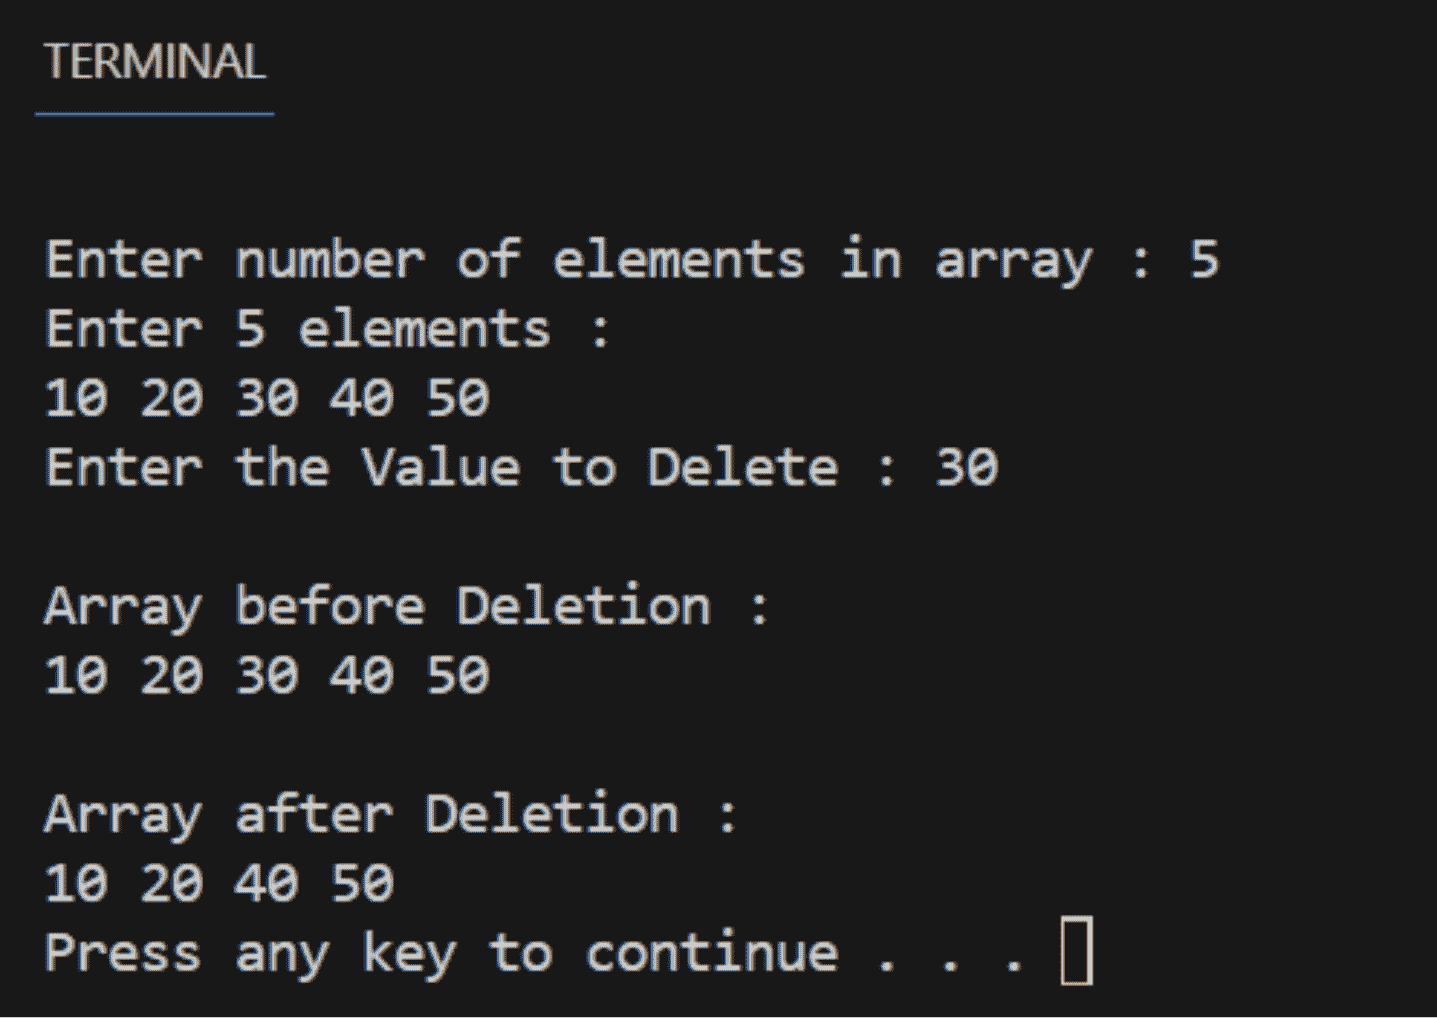 TERMINAL
Enter number of elements in array : 5
Enter 5 elements :
10 20 30 40 50
Enter the Value to Delete : 30
Array before Deletion :
10 20 30 40 50
Array after Deletion :
10 20 40 50
Press any key to continue . . .